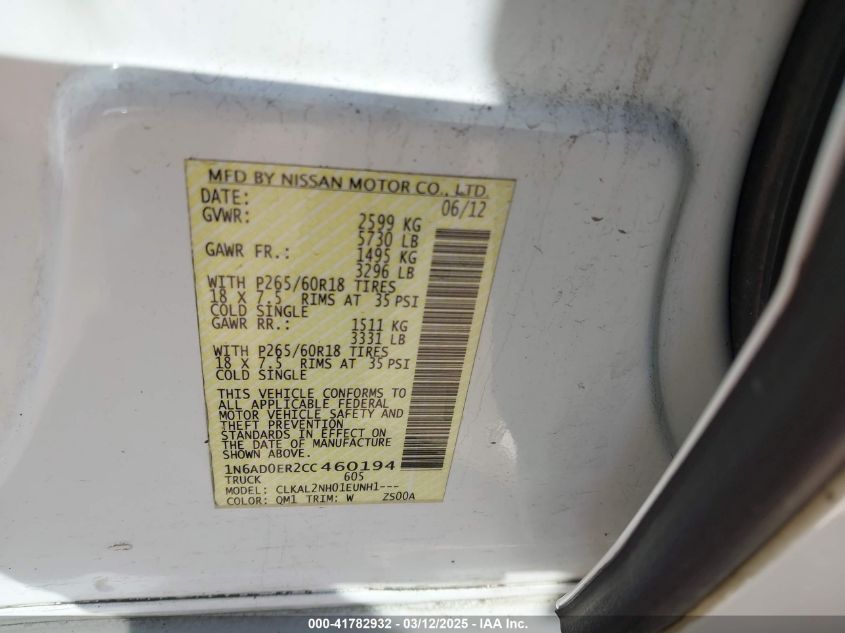 MFD BY NISSAN MOTOR CO., LTD.
DATE: 06/12
GVWR: 2599 KG
5730 LB
GAWR FR.: 1495 KG
3296 LB
WITH P265/60R18 TIRES
18 X 7.5 RIMS AT 35 PSI
COLD SINGLE
GAWR RR.: 1511 KG
3331 LB
WITH P265/60R18 TIRES
18 X 7.5 RIMS AT 35 PSI
COLD SINGLE
THIS VEHICLE CONFORMS TO
ALL APPLICABLE FEDERAL
MOTOR VEHICLE SAFETY AND
THEFT PREVENTION
STANDARDS IN EFFECT ON
THE DATE OF MANUFACTURE
SHOWN ABOVE.
1N6AD0ER2CC460194
TRUCK 605
MODEL: CLKAL2NH01EUNH1---
COLOR: QM1 TRIM: W ZS00A
000-41782932 - 03/12/2025 - IAA Inc.